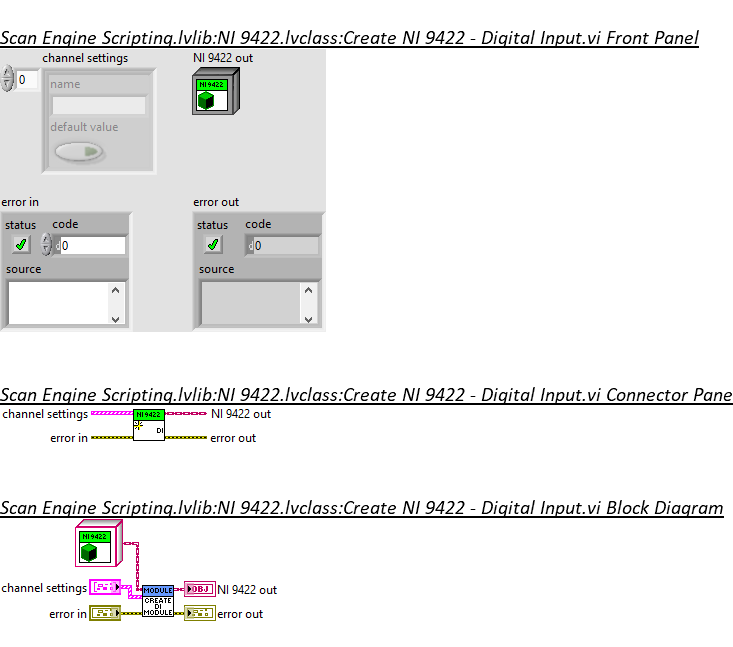 Scan Engine Scripting.lvlib:NI 9422.lvclass:Create NI 9422 - Digital Input.vi Front Panel
channel settings
NI 9422 out
0
name
NI 9422
default value
error in
error out
status code
status code
d 0
d 0
source
source
Scan Engine Scripting.lvlib:NI 9422.lvclass:Create NI 9422 - Digital Input.vi Connector Pane
channel settings
NI 9422
NI 9422 out
DI
error in
error out
Scan Engine Scripting.lvlib:NI 9422.lvclass:Create NI 9422 - Digital Input.vi Block Diagram
NI 9422
channel settings
MODULE
OBJ
NI 9422 out
CREATE
DI
MODULE
error in
error out